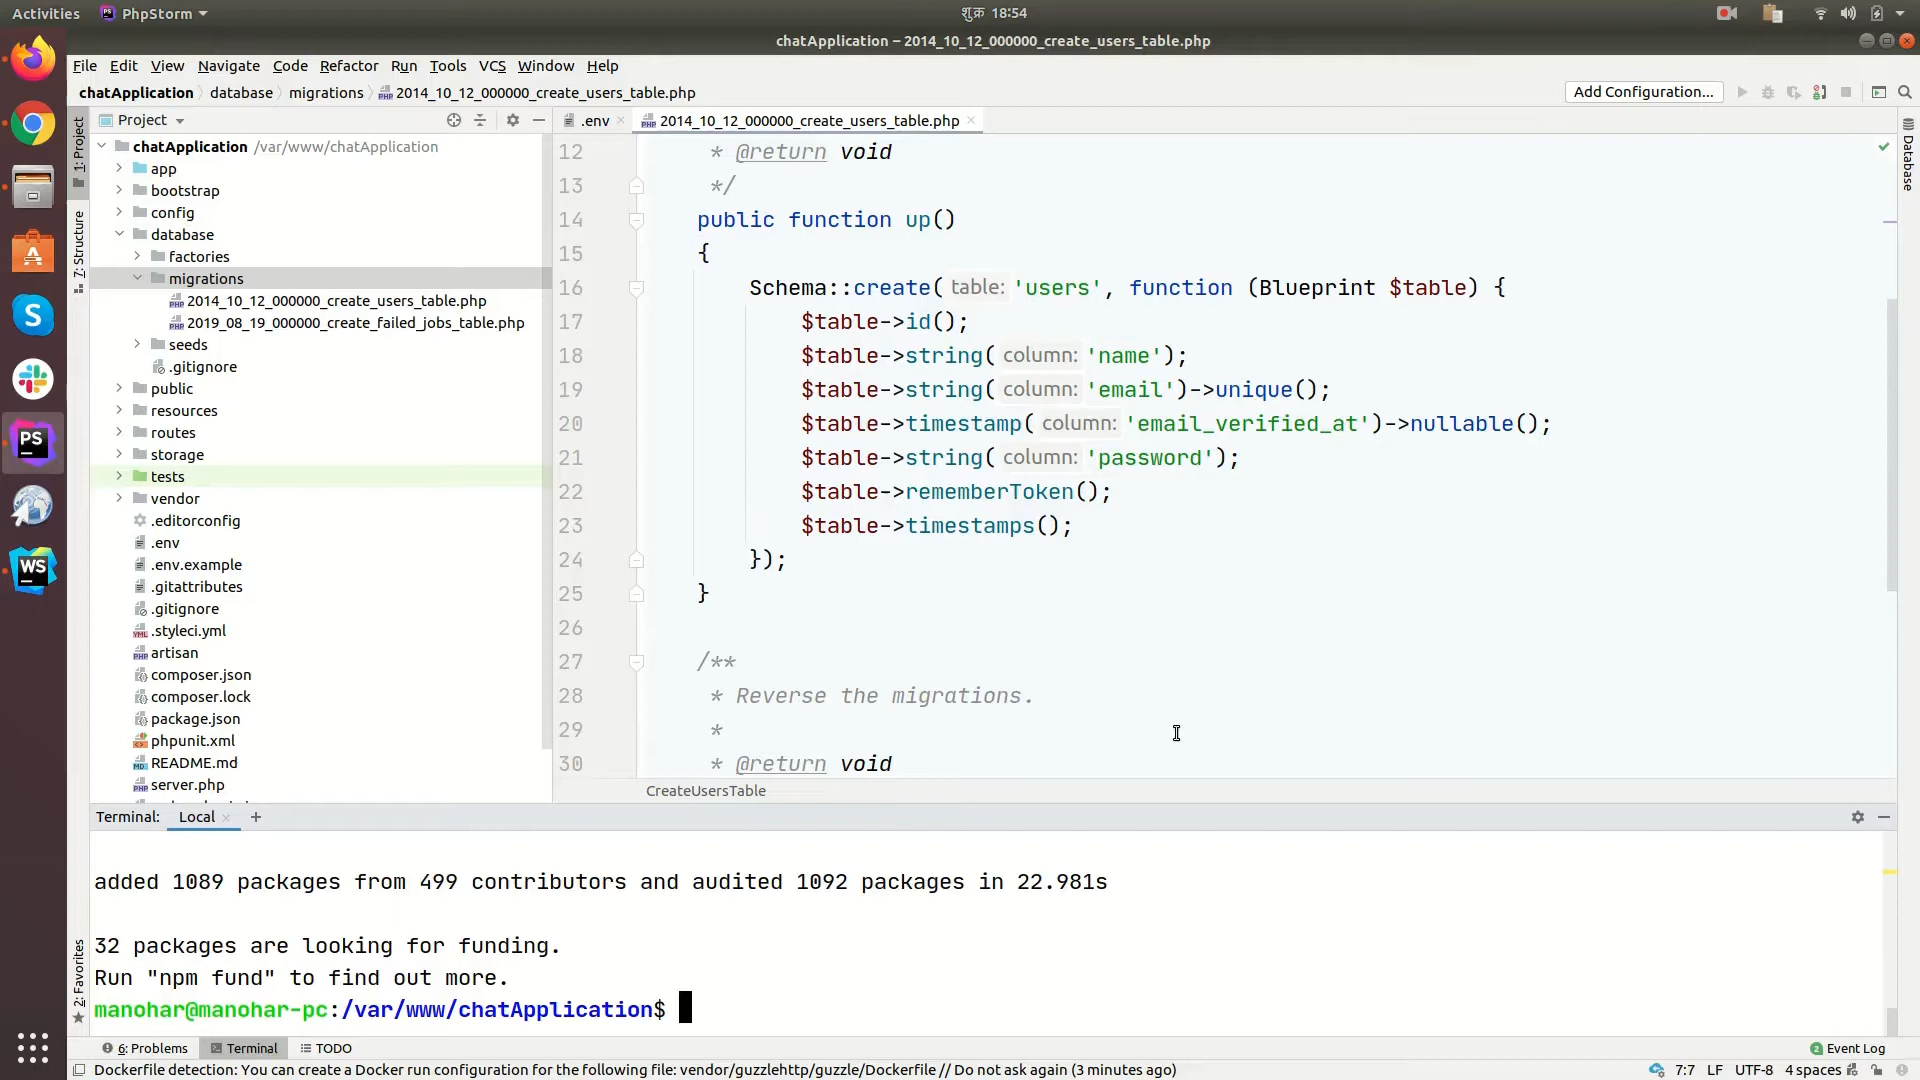 Activities PhpStorm शुक्र 18:54
chatApplication – 2014_10_12_000000_create_users_table.php
File Edit View Navigate Code Refactor Run Tools VCS Window Help
chatApplication database migrations 2014_10_12_000000_create_users_table.php Add Configuration...
Project
.env 2014_10_12_000000_create_users_table.php
1: Project
7: Structure
2: Favorites
Database
chatApplication /var/www/chatApplication
app
bootstrap
config
database
factories
migrations
2014_10_12_000000_create_users_table.php
2019_08_19_000000_create_failed_jobs_table.php
seeds
.gitignore
public
resources
routes
storage
tests
vendor
.editorconfig
.env
.env.example
.gitattributes
.gitignore
.styleci.yml
artisan
composer.json
composer.lock
package.json
phpunit.xml
README.md
server.php
12 * @return void
13 */
14 public function up()
15 {
16 Schema::create( table: 'users', function (Blueprint $table) {
17 $table->id();
18 $table->string( column: 'name');
19 $table->string( column: 'email')->unique();
20 $table->timestamp( column: 'email_verified_at')->nullable();
21 $table->string( column: 'password');
22 $table->rememberToken();
23 $table->timestamps();
24 });
25 }
26
27 /**
28 * Reverse the migrations.
29 *
30 * @return void
CreateUsersTable
Terminal: Local +
added 1089 packages from 499 contributors and audited 1092 packages in 22.981s
32 packages are looking for funding.
Run "npm fund" to find out more.
manohar@manohar-pc:/var/www/chatApplication$
6: Problems Terminal TODO 2 Event Log
Dockerfile detection: You can create a Docker run configuration for the following file: vendor/guzzlehttp/guzzle/Dockerfile // Do not ask again (3 minutes ago) 7:7 LF UTF-8 4 spaces